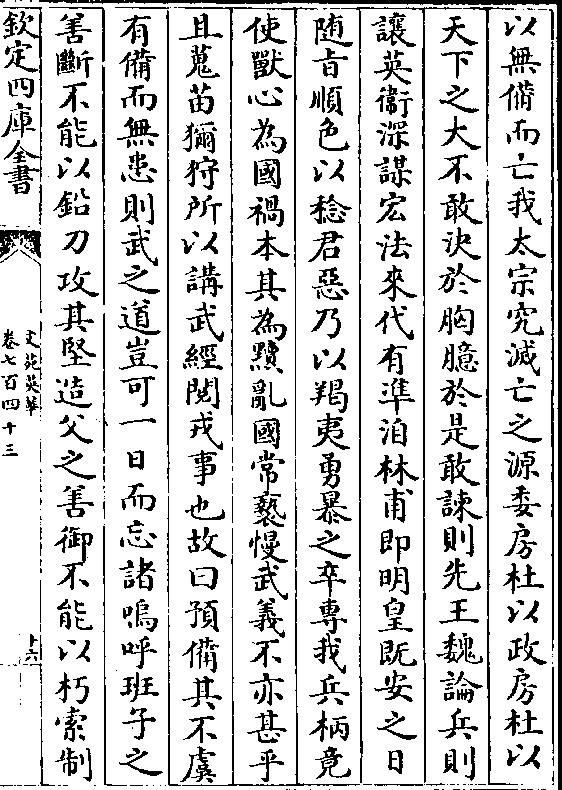 以無備而亡我太宗究滅亡之源委房杜以政房杜以
天下之大不敢決於胸臆於是敢諫則先王魏論兵則
讓英衞深謀宏法來代有準洎林甫即明皇既安之日
随旨順色以稔君惡乃以羯夷勇暴之卒專我兵柄竟
使獸心為國禍本其為黷亂國常褻慢武義不亦甚乎
且蒐苗獮狩所以講武經閱戎事也故曰預備其不虞
有備而無患則武之道豈可一日而忘諸嗚呼班子之
善斷不能以鉛刀攻其堅造父之善御不能以朽索制
欽定四庫全書
文苑英華
卷七百四十三
十六